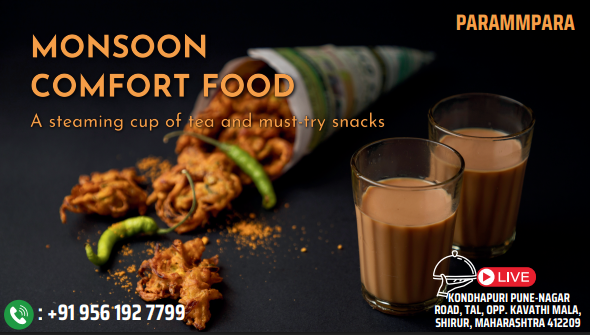 PARAMMPARA
MONSOON
COMFORT FOOD
A steaming cup of tea and must-try snacks
LIVE
KONDHAPURI PUNE-NAGAR
ROAD, TAL, OPP. KAVATHI MALA,
SHIRUR, MAHARASHTRA 412209
: +91 956 192 7799